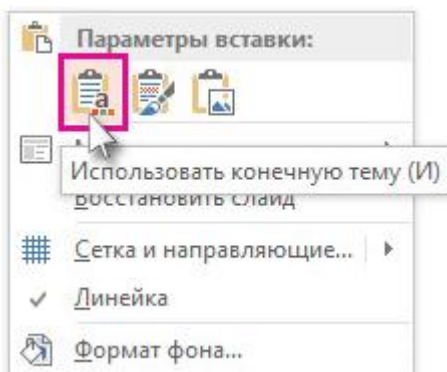 Параметры вставки:
Использовать конечную тему (И)
Восстановить слайд
Сетка и направляющие...
Линейка
Формат фона...